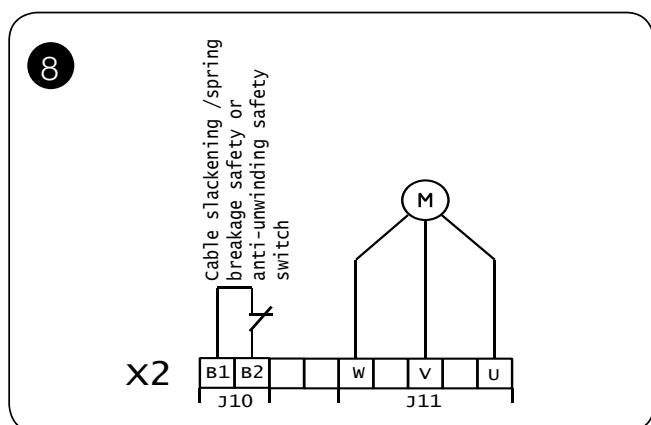 8
Cable slackening /spring
breakage safety or
anti-unwinding safety
switch
M
X2
B1 B2 W V U
J10 J11